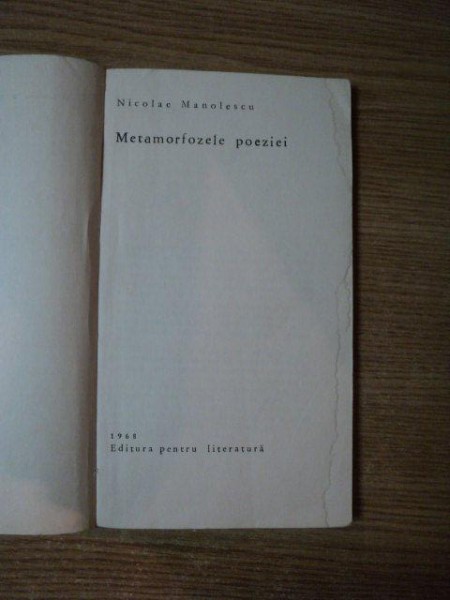 Nicolae Manolescu
Metamorfozele poeziei
1968
Editura pentru literatură